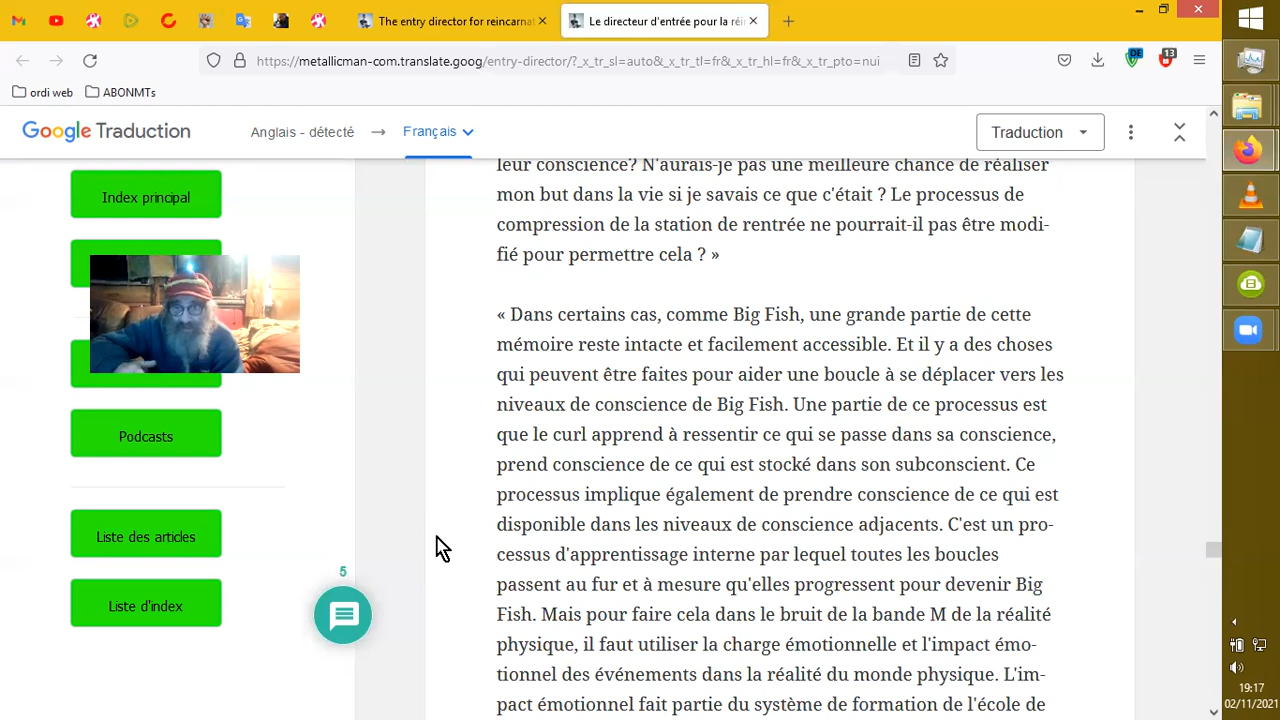 The entry director for reincarnat
Le directeur d'entrée pour la réin
DE
13
https://metallicman-com.translate.goog/entry-director/?_x_tr_sl=auto&_x_tr_tl=fr&_x_tr_hl=fr&_x_tr_pto=nui
ordi web
ABONMTs
Google Traduction
Anglais - détecté
Français
Traduction
Index principal
Podcasts
Liste des articles
5
Liste d'index
leur conscience? N'aurais-je pas une meilleure chance de réaliser
mon but dans la vie si je savais ce que c'était ? Le processus de
compression de la station de rentrée ne pourrait-il pas être modi-
fié pour permettre cela ? »
« Dans certains cas, comme Big Fish, une grande partie de cette
mémoire reste intacte et facilement accessible. Et il y a des choses
qui peuvent être faites pour aider une boucle à se déplacer vers les
niveaux de conscience de Big Fish. Une partie de ce processus est
que le curl apprend à ressentir ce qui se passe dans sa conscience,
prend conscience de ce qui est stocké dans son subconscient. Ce
processus implique également de prendre conscience de ce qui est
disponible dans les niveaux de conscience adjacents. C'est un pro-
cessus d'apprentissage interne par lequel toutes les boucles
passent au fur et à mesure qu'elles progressent pour devenir Big
Fish. Mais pour faire cela dans le bruit de la bande M de la réalité
physique, il faut utiliser la charge émotionnelle et l'impact émo-
tionnel des événements dans la réalité du monde physique. L'im-
pact émotionnel fait partie du système de formation de l'école de
19:17
02/11/2021